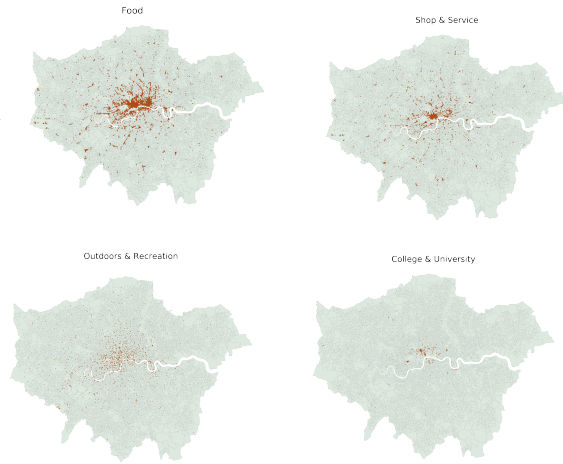 Food
Shop & Service
Outdoors & Recreation
College & University